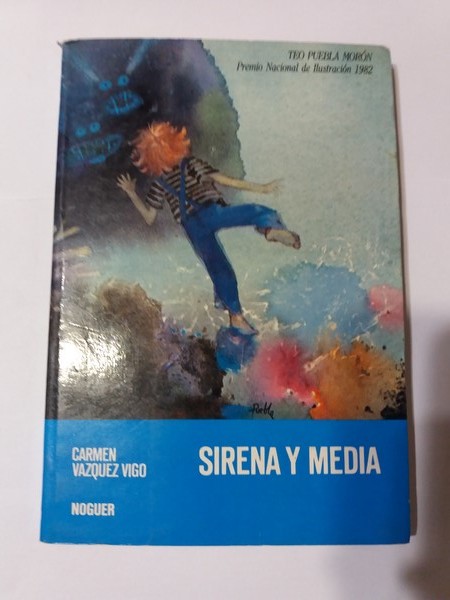 TEO PUEBLA MORÓN
Premio Nacional de Ilustración 1982
Puebla
CARMEN
VAZQUEZ VIGO
SIRENA Y MEDIA
NOGUER